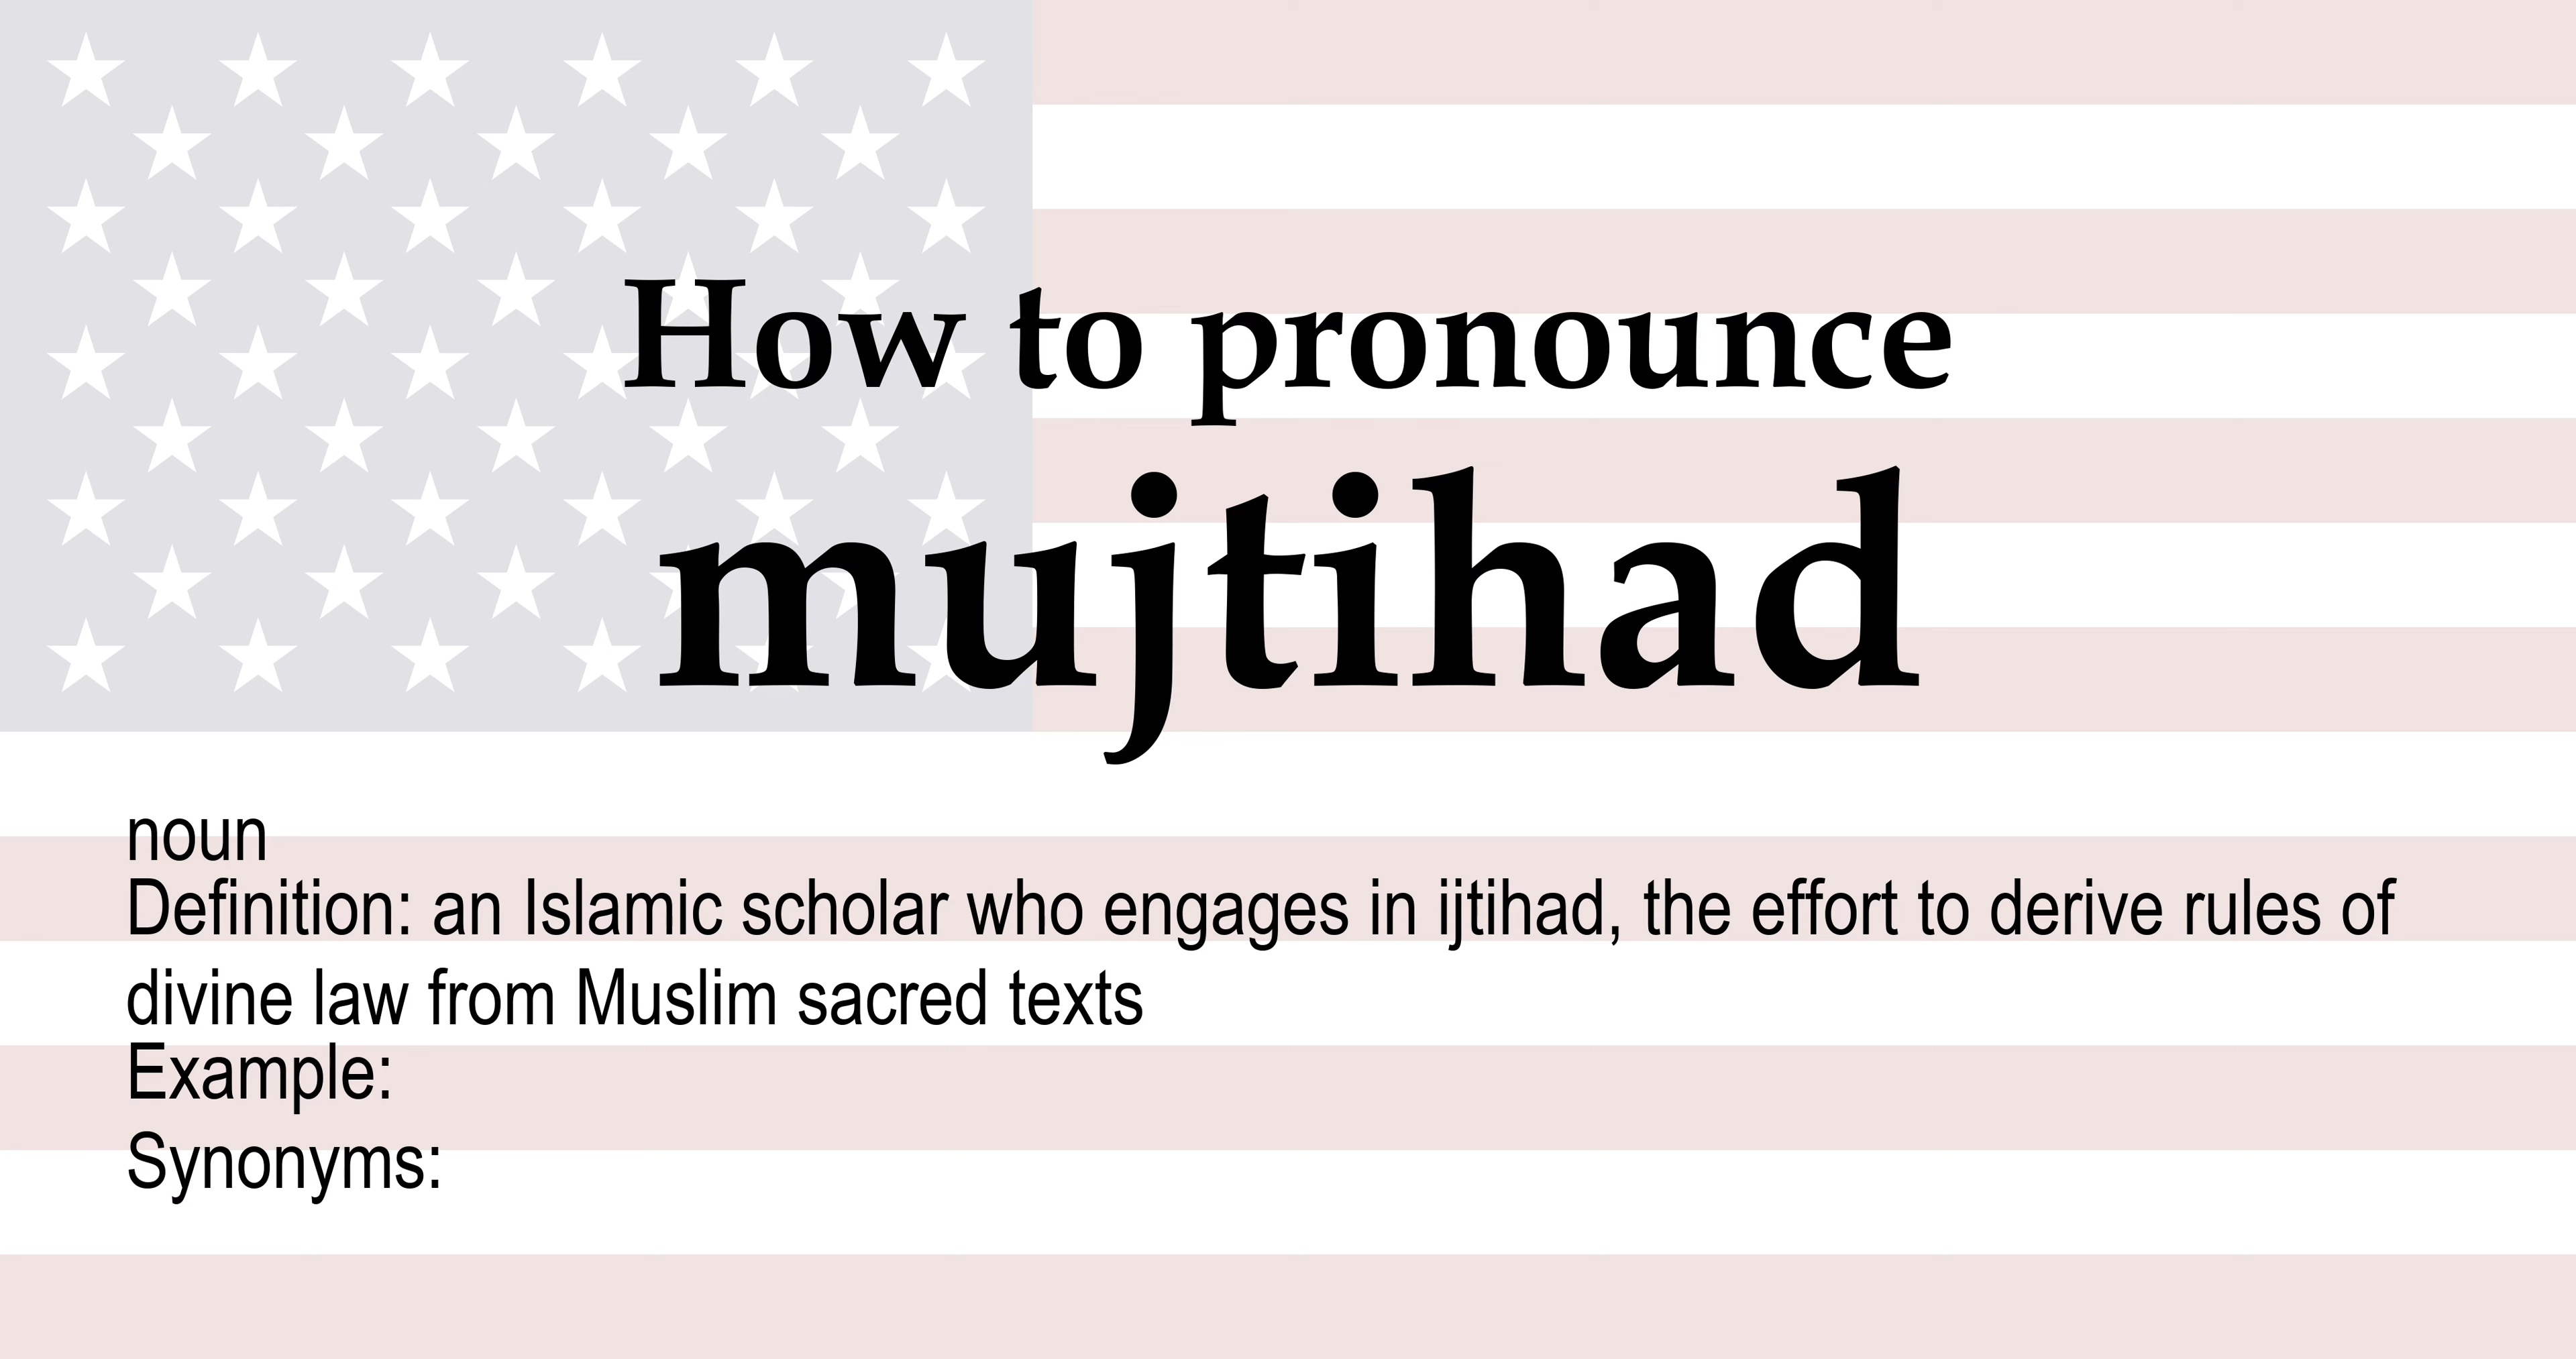 How to pronounce
mujtihad
noun
Definition: an Islamic scholar who engages in ijtihad, the effort to derive rules of
divine law from Muslim sacred texts
Example:
Synonyms: